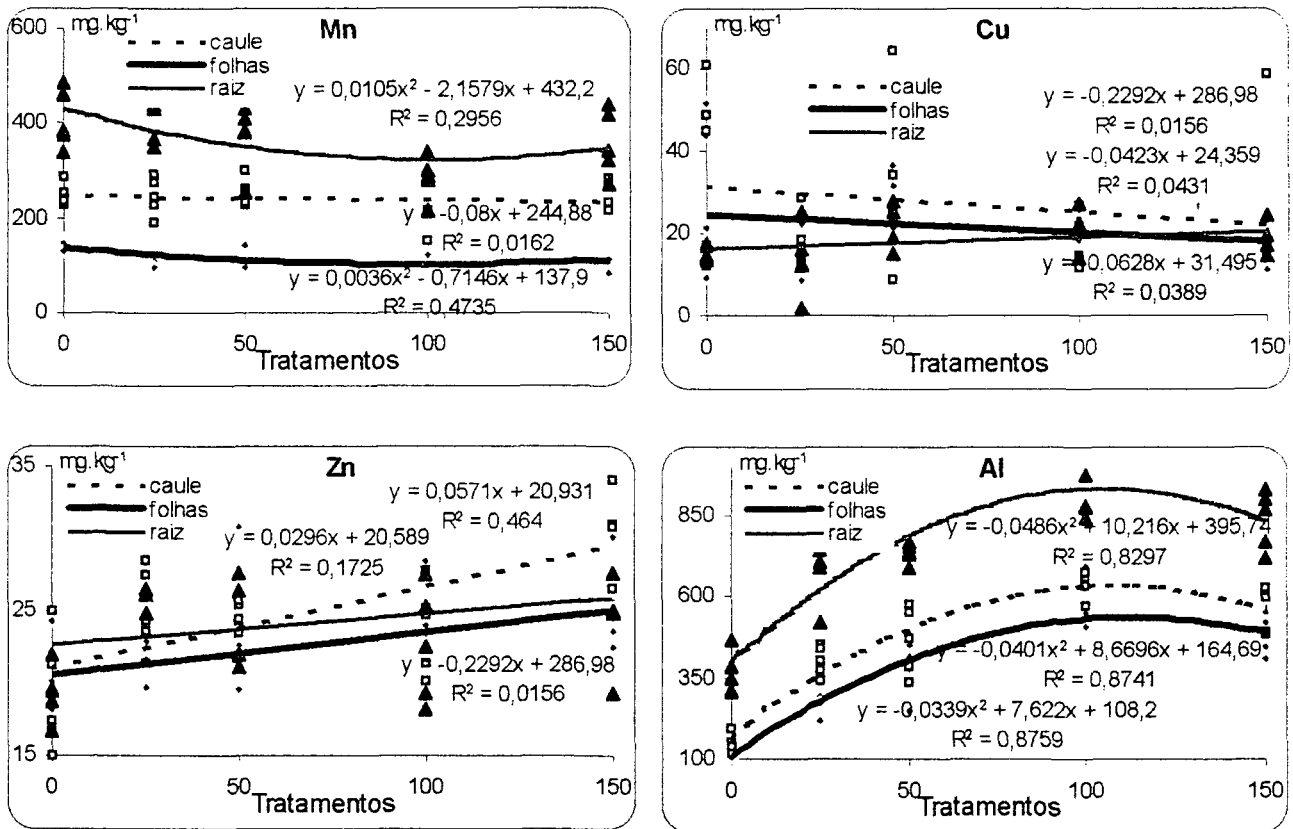 mg.kg⁻¹
Mn
600
400
200
0
caule
folhas
raiz
y = 0,0105x² - 2,1579x + 432,2
R² = 0,2956
y = -0,08x + 244,88
R² = 0,0162
y = 0,0036x² - 0,7146x + 137,9
R² = 0,4735
0 50 100 150
Tratamentos
mg.kg⁻¹
Cu
60
40
20
0
caule
folhas
raiz
y = -0,2292x + 286,98
R² = 0,0156
y = -0,0423x + 24,359
R² = 0,0431
0,0628x + 31,495
R² = 0,0389
0 50 100 150
Tratamentos
mg.kg⁻¹
Zn
35
25
15
caule
folhas
raiz
y = 0,0571x + 20,931
R² = 0,464
y = 0,0296x + 20,589
R² = 0,1725
y = -0,2292x + 286,98
R² = 0,0156
0 50 100 150
Tratamentos
mg.kg⁻¹
Al
850
600
350
100
caule
folhas
raiz
y = -0,0486x² + 10,216x + 395,74
R² = 0,8297
y = -0,0401x² + 8,6696x + 164,69
R² = 0,8741
y = -0,0339x² + 7,622x + 108,2
R² = 0,8759
0 50 100 150
Tratamentos